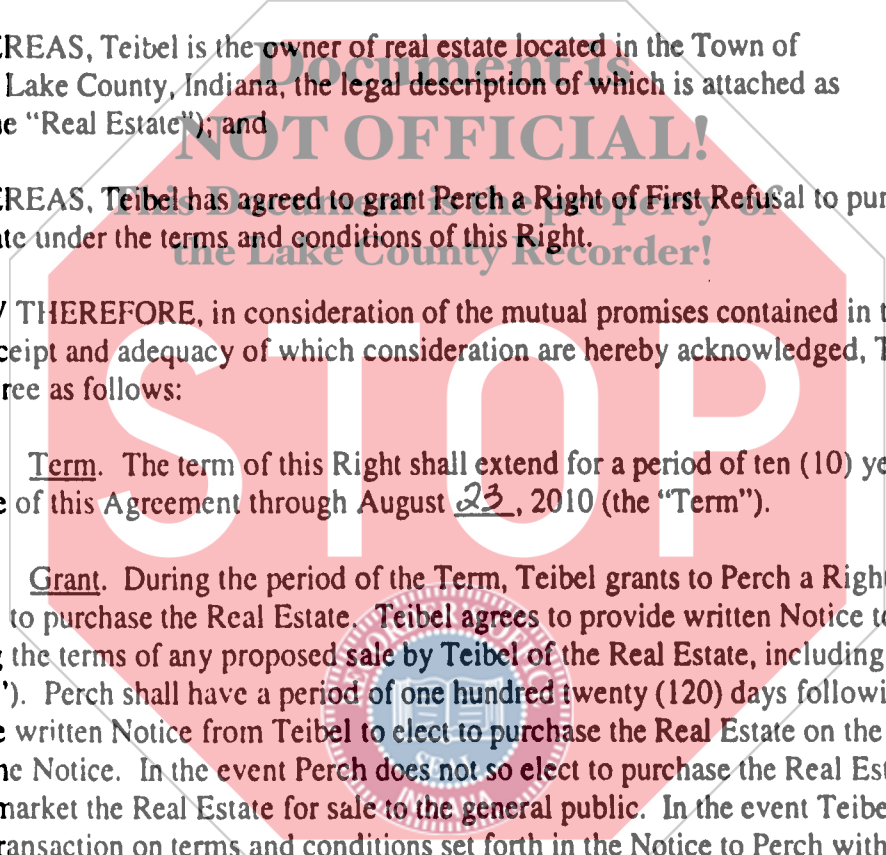 EREAS, Teibel is the owner of real estate located in the Town of
Lake County, Indiana, the legal description of which is attached as
e "Real Estate"); and
Document is
NOT OFFICIAL!
This Document is the property of
the Lake County Recorder!
EREAS, Teibel has agreed to grant Perch a Right of First Refusal to pur
te under the terms and conditions of this Right.
THEREFORE, in consideration of the mutual promises contained in t
ceipt and adequacy of which consideration are hereby acknowledged, T
ree as follows:
STOP
Term. The term of this Right shall extend for a period of ten (10) ye
e of this Agreement through August 23, 2010 (the "Term").
Grant. During the period of the Term, Teibel grants to Perch a Right
to purchase the Real Estate. Teibel agrees to provide written Notice to
the terms of any proposed sale by Teibel of the Real Estate, including
"). Perch shall have a period of one hundred twenty (120) days followi
e written Notice from Teibel to elect to purchase the Real Estate on the
ne Notice. In the event Perch does not so elect to purchase the Real Est
market the Real Estate for sale to the general public. In the event Teibe
ransaction on terms and conditions set forth in the Notice to Perch with
SEAL
INDIANA